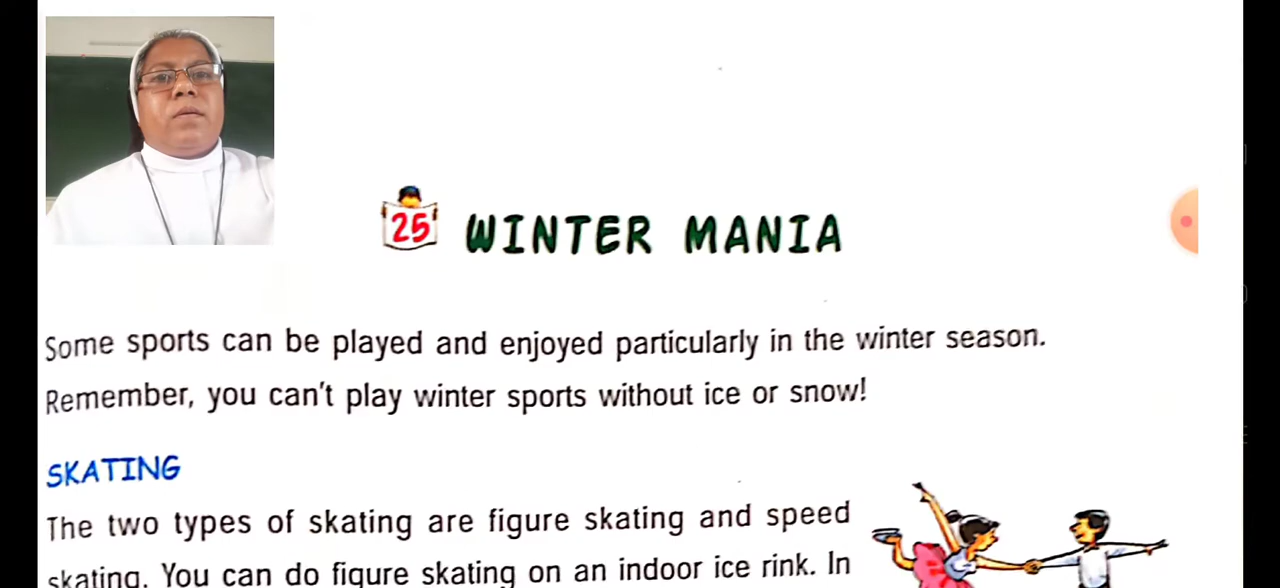 25 WINTER MANIA
Some sports can be played and enjoyed particularly in the winter season.
Remember, you can't play winter sports without ice or snow!
SKATING
The two types of skating are figure skating and speed
skating. You can do figure skating on an indoor ice rink. In